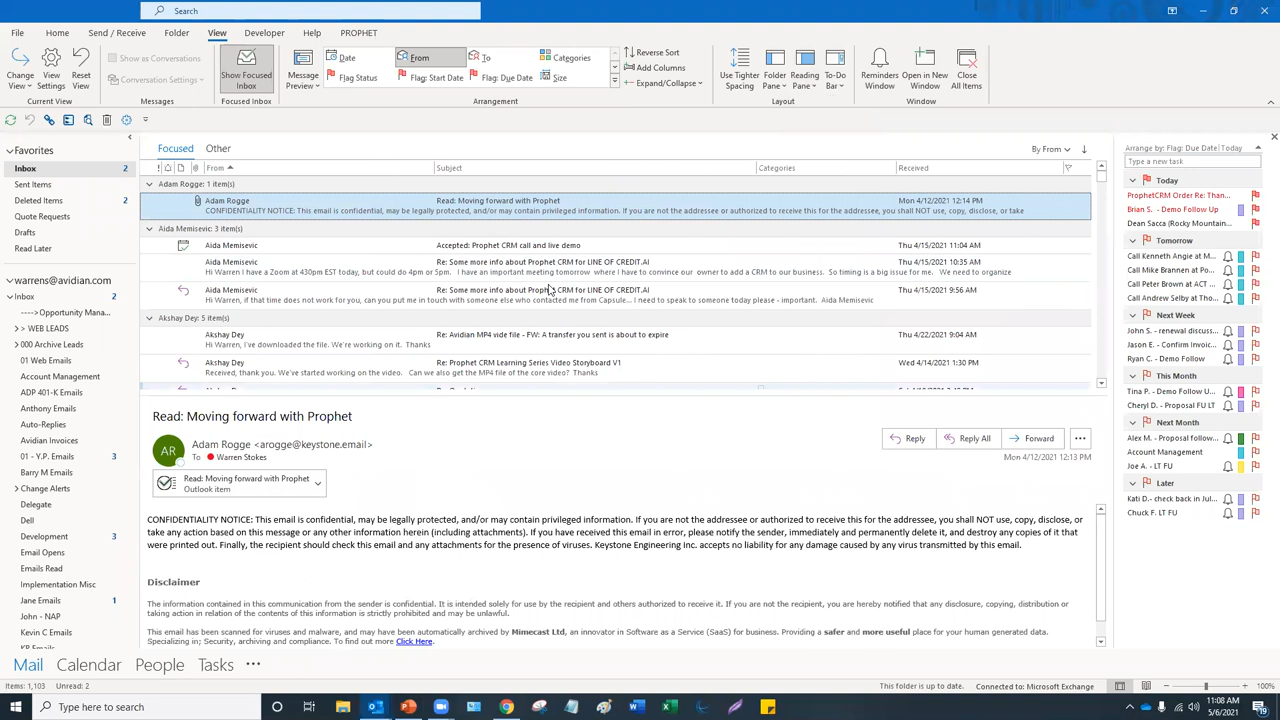 Search
File Home Send / Receive Folder View Developer Help PROPHET
Change View View Settings Reset View
Show as Conversations
Conversation Settings
Show Focused Inbox
Message Preview
Date From To Categories
Flag Status Flag: Start Date Flag: Due Date Size
Reverse Sort
Add Columns
Expand/Collapse
Use Tighter Spacing Folder Pane Reading Pane To-Do Bar
Reminders Window Open in New Window Close All Items
Current View Messages Focused Inbox Arrangement Layout Window
Favorites
Inbox 2
Sent Items
Deleted Items 2
Quote Requests
Drafts
Read Later
warrens@avidian.com
Inbox 2
---->Opportunity Mana...
> WEB LEADS
000 Archive Leads
01 Web Emails
Account Management
ADP 401-K Emails
Anthony Emails
Auto-Replies
Avidian Invoices
01 - Y.P. Emails 3
Barry M Emails
Change Alerts
Delegate
Dell
Development 3
Email Opens
Emails Read
Implementation Misc
Jane Emails 1
John - NAP
Kevin C Emails
Focused Other
By From
From Subject Categories Received
Adam Rogge: 1 item(s)
Adam Rogge Read: Moving forward with Prophet Mon 4/12/2021 12:14 PM
CONFIDENTIALITY NOTICE: This email is confidential, may be legally protected, and/or may contain privileged information. If you are not the addressee or authorized to receive this for the addressee, you shall NOT use, copy, disclose, or take
Aida Memisevic: 3 item(s)
Aida Memisevic Accepted: Prophet CRM call and live demo Thu 4/15/2021 11:04 AM
Aida Memisevic Re: Some more info about Prophet CRM for LINE OF CREDIT.AI Thu 4/15/2021 10:35 AM
Hi Warren I have a Zoom at 430pm EST today, but could do 4pm or 5pm. I have an important meeting tomorrow where I have to convince our owner to add a CRM to our business. So timing is a big issue for me. We need to organize
Aida Memisevic Re: Some more info about Prophet CRM for LINE OF CREDIT.AI Thu 4/15/2021 9:56 AM
Hi Warren, if that time does not work for you, can you put me in touch with someone else who contacted me from Capsule... I need to speak to someone today please - important. Aida Memisevic
Akshay Dey: 5 item(s)
Akshay Dey Re: Avidian MP4 vide file - FW: A transfer you sent is about to expire Thu 4/22/2021 9:04 AM
Hi Warren, I've downloaded the file. We're working on it. Thanks
Akshay Dey Re: Prophet CRM Learning Series Video Storyboard V1 Wed 4/14/2021 1:30 PM
Received, thank you. We've started working on the video. Can we also get the MP4 file of the core video? Thanks
Read: Moving forward with Prophet
AR
Adam Rogge <arogge@keystone.email>
To Warren Stokes
Reply Reply All Forward
Mon 4/12/2021 12:13 PM
Read: Moving forward with Prophet
Outlook item
CONFIDENTIALITY NOTICE: This email is confidential, may be legally protected, and/or may contain privileged information. If you are not the addressee or authorized to receive this for the addressee, you shall NOT use, copy, disclose, or
take any action based on this message or any other information herein (including attachments). If you have received this email in error, please notify the sender, immediately and permanently delete it, and destroy any copies of it that
were printed out. Finally, the recipient should check this email and any attachments for the presence of viruses. Keystone Engineering Inc. accepts no liability for any damage caused by any virus transmitted by this email.
Disclaimer
The information contained in this communication from the sender is confidential. It is intended solely for use by the recipient and others authorized to receive it. If you are not the recipient, you are hereby notified that any disclosure, copying, distribution or
taking action in relation of the contents of this information is strictly prohibited and may be unlawful.
This email has been scanned for viruses and malware, and may have been automatically archived by Mimecast Ltd, an innovator in Software as a Service (SaaS) for business. Providing a safer and more useful place for your human generated data.
Specializing in; Security, archiving and compliance. To find out more Click Here.
Arrange by: Flag: Due Date Today
Type a new task
Today
ProphetCRM Order Re: Than...
Brian S. - Demo Follow Up
Dean Sacca (Rocky Mountain...
Tomorrow
Call Kenneth Angie at M...
Call Mike Brannen at Po...
Call Peter Brown at ACT ...
Call Andrew Selby at Tho...
Next Week
John S. - renewal discuss...
Jason E. - Confirm Invoic...
Ryan C. - Demo Follow Up
This Month
Tina P. - Demo Follow U...
Cheryl D. - Proposal FU LT
Next Month
Alex M. - Proposal follow...
Account Management
Joe A. - LT FU
Later
Kati D.- check back in Jul...
Chuck F. LT FU
Mail Calendar People Tasks
Items: 1,103 Unread: 2
This folder is up to date. Connected to: Microsoft Exchange
100%
Type here to search
11:08 AM
5/6/2021
19